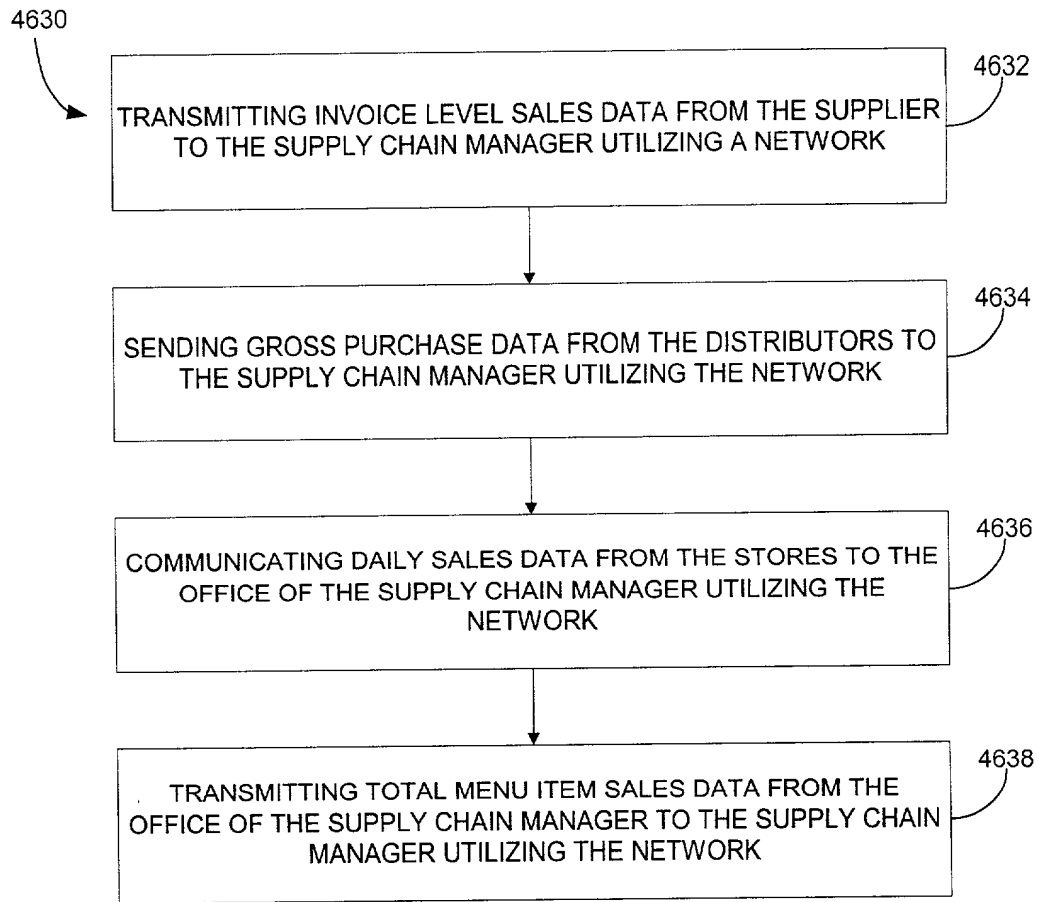 4630
4632
TRANSMITTING INVOICE LEVEL SALES DATA FROM THE SUPPLIER
TO THE SUPPLY CHAIN MANAGER UTILIZING A NETWORK
4634
SENDING GROSS PURCHASE DATA FROM THE DISTRIBUTORS TO
THE SUPPLY CHAIN MANAGER UTILIZING THE NETWORK
4636
COMMUNICATING DAILY SALES DATA FROM THE STORES TO THE
OFFICE OF THE SUPPLY CHAIN MANAGER UTILIZING THE
NETWORK
4638
TRANSMITTING TOTAL MENU ITEM SALES DATA FROM THE
OFFICE OF THE SUPPLY CHAIN MANAGER TO THE SUPPLY CHAIN
MANAGER UTILIZING THE NETWORK